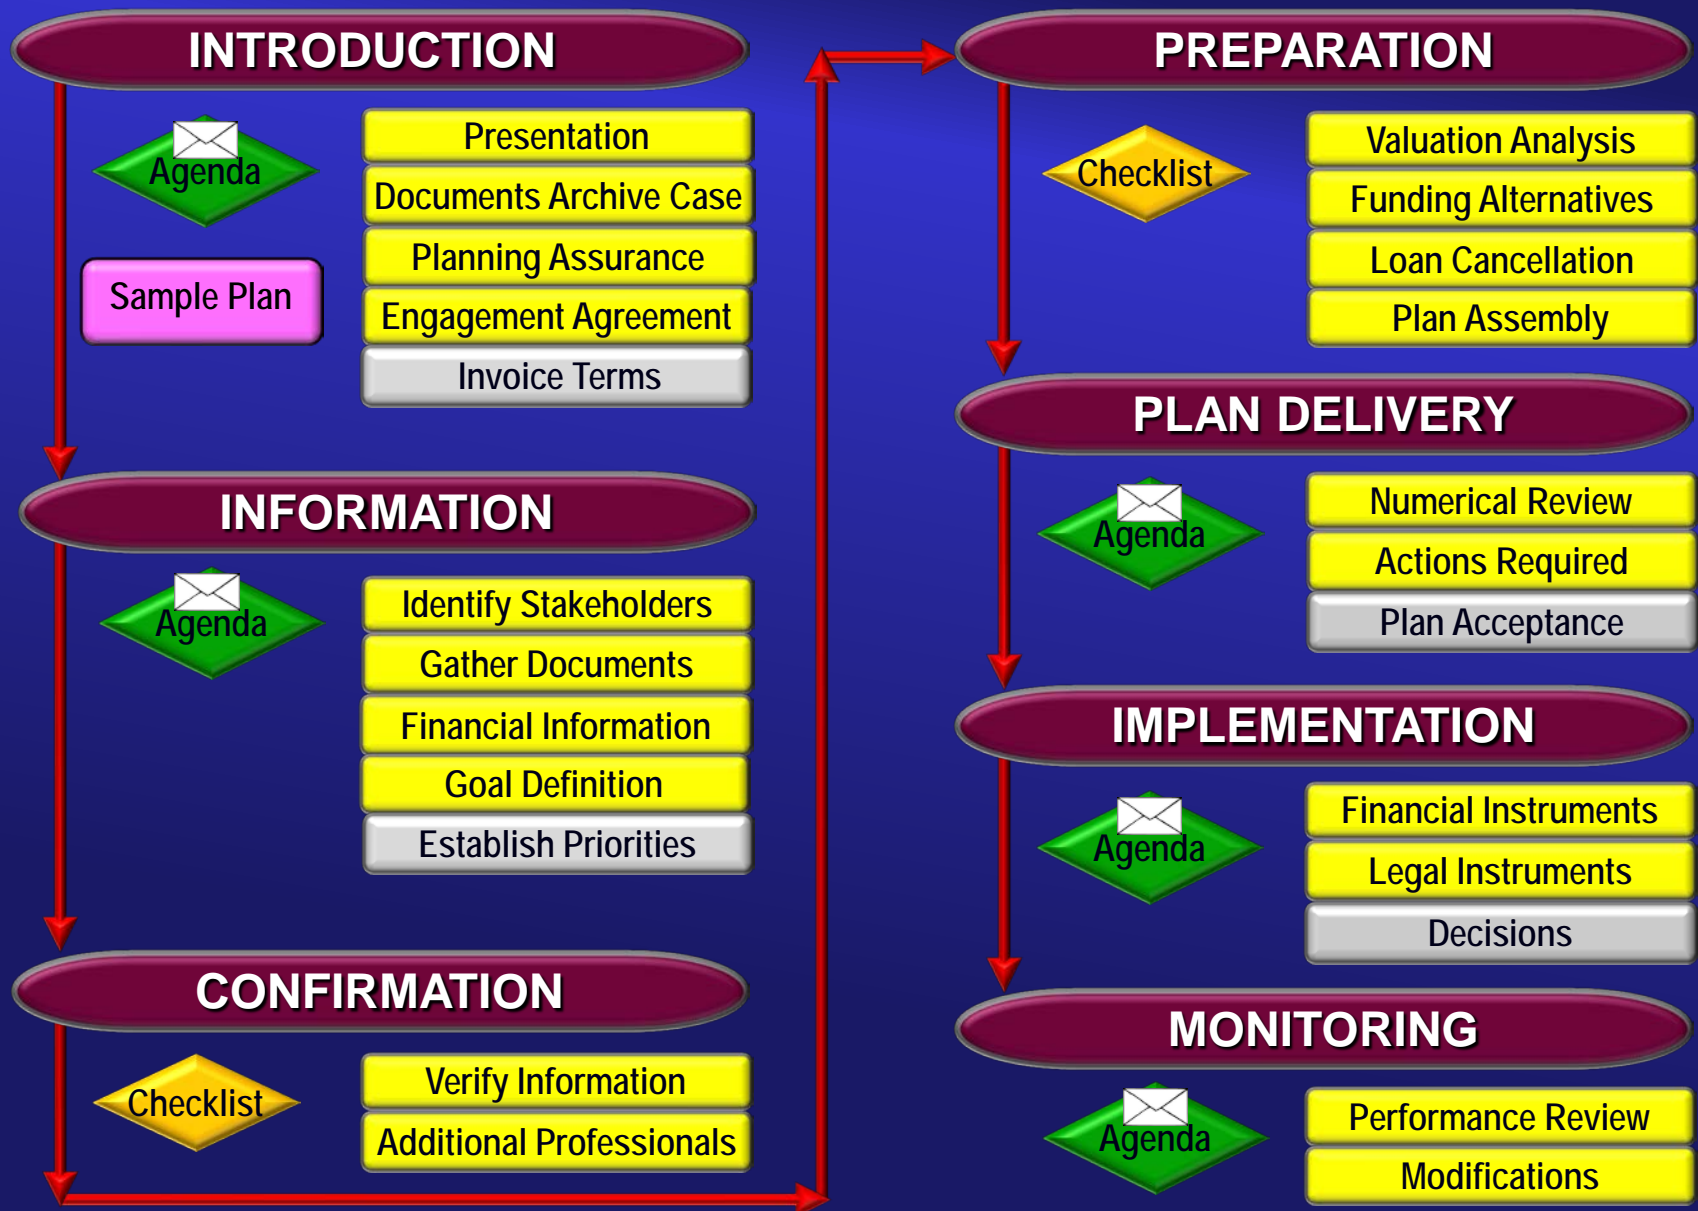 INTRODUCTION
Agenda
Presentation
Documents Archive Case
Planning Assurance
Sample Plan
Engagement Agreement
Invoice Terms
INFORMATION
Agenda
Identify Stakeholders
Gather Documents
Financial Information
Goal Definition
Establish Priorities
CONFIRMATION
Checklist
Verify Information
Additional Professionals
PREPARATION
Checklist
Valuation Analysis
Funding Alternatives
Loan Cancellation
Plan Assembly
PLAN DELIVERY
Agenda
Numerical Review
Actions Required
Plan Acceptance
IMPLEMENTATION
Agenda
Financial Instruments
Legal Instruments
Decisions
MONITORING
Agenda
Performance Review
Modifications